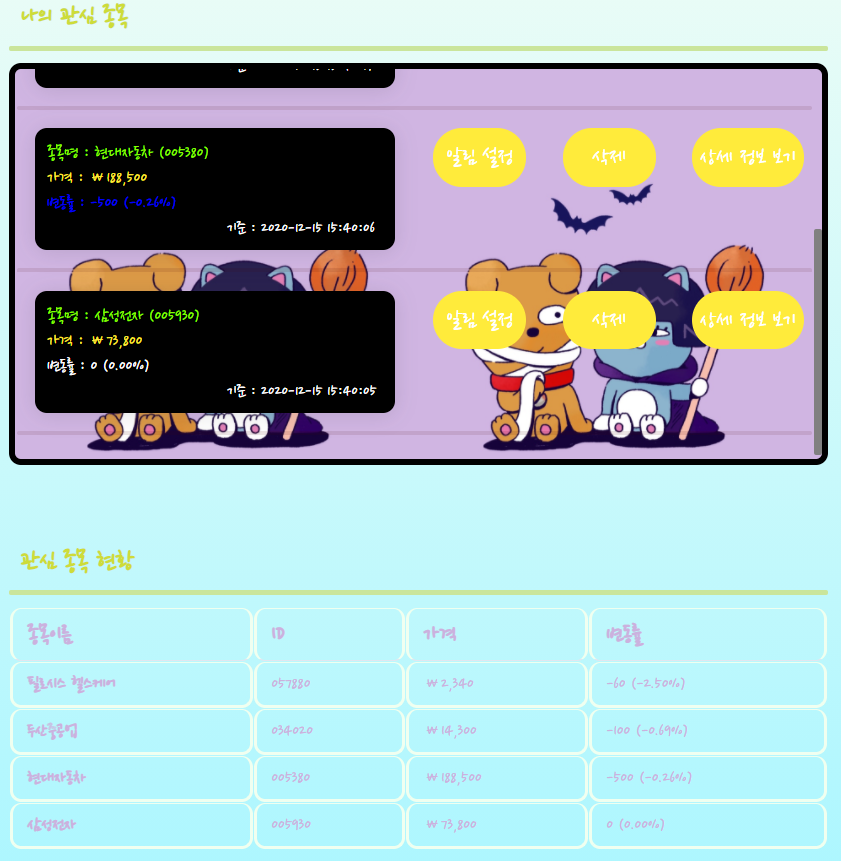 나의 관심 종목
종목명 : 현대자동차 (005380)
가격 : ₩ 188,500
변동률 : -500 (-0.26%)
기준 : 2020-12-15 15:40:06
알림 설정 삭제 상세 정보 보기
종목명 : 삼성전자 (005930)
가격 : ₩ 73,800
변동률 : 0 (0.00%)
기준 : 2020-12-15 15:40:05
알림 설정 삭제 상세 정보 보기
관심 종목 현황
종목이름 ID 가격 변동률
필로시스 헬스케어 057880 ₩ 2,340 -60 (-2.50%)
두산중공업 034020 ₩ 14,300 -100 (-0.69%)
현대자동차 005380 ₩ 188,500 -500 (-0.26%)
삼성전자 005930 ₩ 73,800 0 (0.00%)